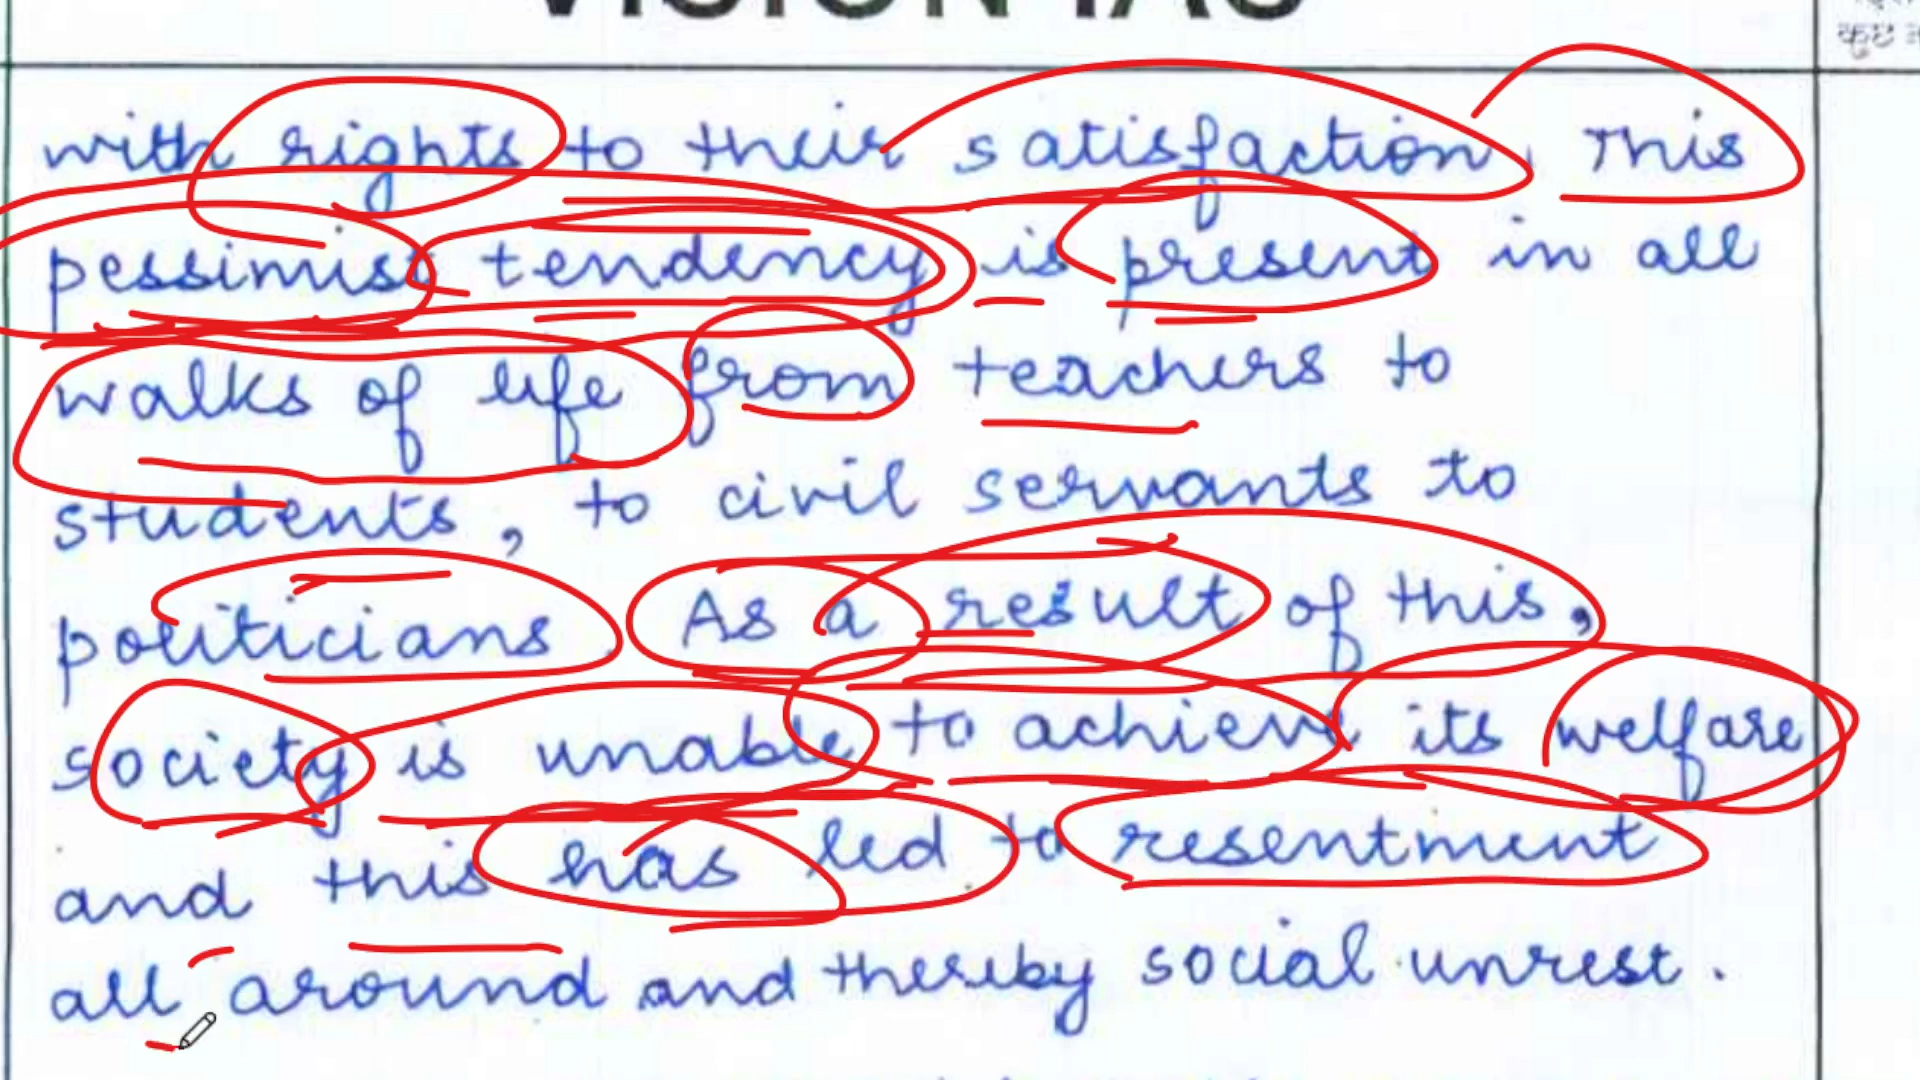 VISION IAS
with rights to their satisfaction. This
pessimist tendency is present in all
walks of life from teachers to
students, to civil servants to
politicians. As a result of this,
society is unable to achieve its welfare
and this has led to resentment
all around and thereby social unrest.